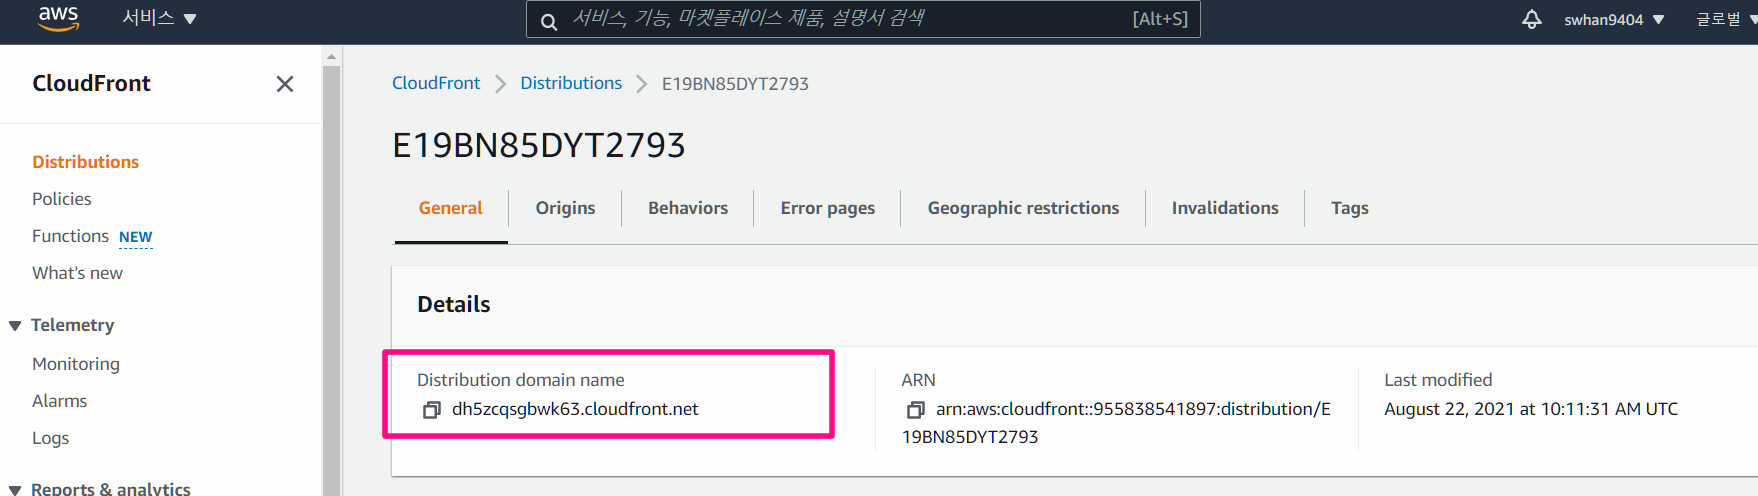 aws 서비스 서비스, 기능, 마켓플레이스 제품, 설명서 검색 [Alt+S] swhan9404 글로벌
CloudFront
Distributions
Policies
Functions NEW
What's new
Telemetry
Monitoring
Alarms
Logs
Reports & analytics
CloudFront Distributions E19BN85DYT2793
E19BN85DYT2793
General Origins Behaviors Error pages Geographic restrictions Invalidations Tags
Details
Distribution domain name
dh5zcqsgbwk63.cloudfront.net
ARN
arn:aws:cloudfront::955838541897:distribution/E
19BN85DYT2793
Last modified
August 22, 2021 at 10:11:31 AM UTC